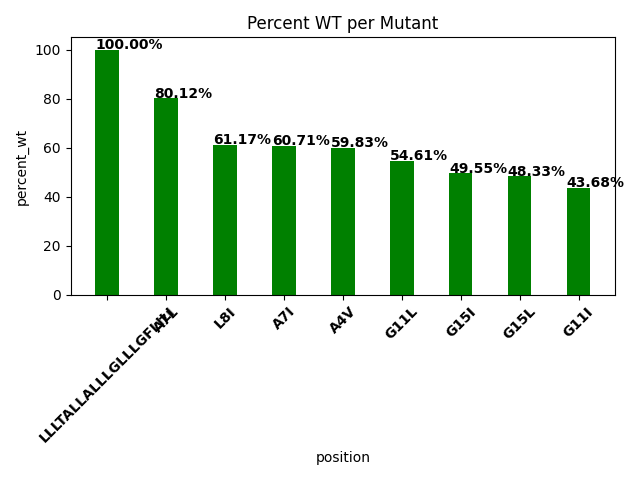 Percent WT per Mutant
percent_wt
100
80
60
40
20
0
100.00%
80.12%
61.17%
60.71%
59.83%
54.61%
49.55%
48.33%
43.68%
A7L
L8I
A7I
A4V
G11L
G15I
G15L
G11I
position